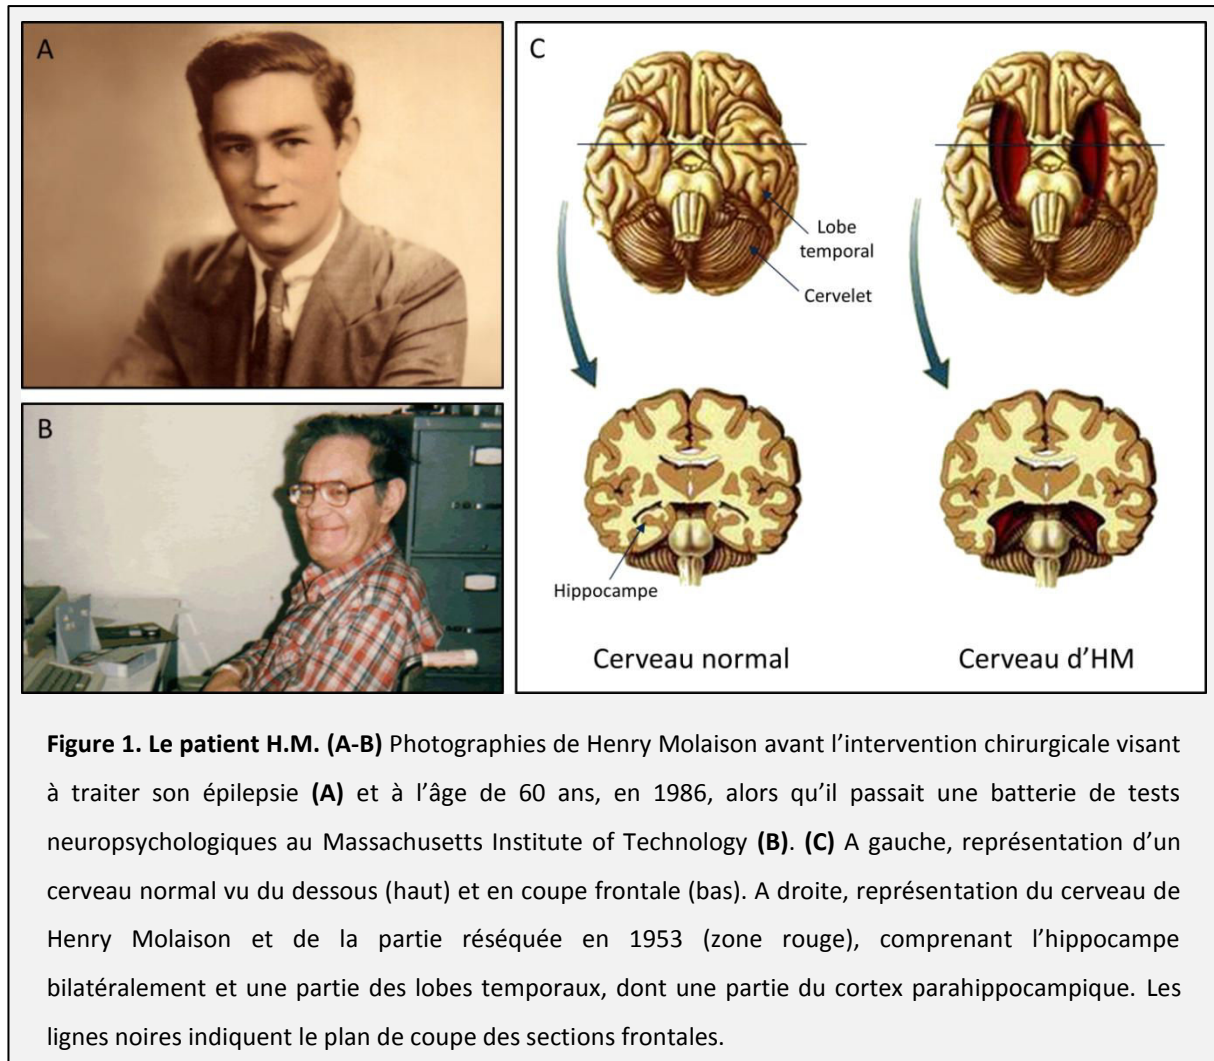 A
B
C
Lobe
temporal
Cervelet
Hippocampe
Cerveau normal
Cerveau d’HM
Figure 1. Le patient H.M. (A-B) Photographies de Henry Molaison avant l’intervention chirurgicale visant
à traiter son épilepsie (A) et à l’âge de 60 ans, en 1986, alors qu’il passait une batterie de tests
neuropsychologiques au Massachusetts Institute of Technology (B). (C) A gauche, représentation d’un
cerveau normal vu du dessous (haut) et en coupe frontale (bas). A droite, représentation du cerveau de
Henry Molaison et de la partie réséquée en 1953 (zone rouge), comprenant l’hippocampe
bilatéralement et une partie des lobes temporaux, dont une partie du cortex parahippocampique. Les
lignes noires indiquent le plan de coupe des sections frontales.